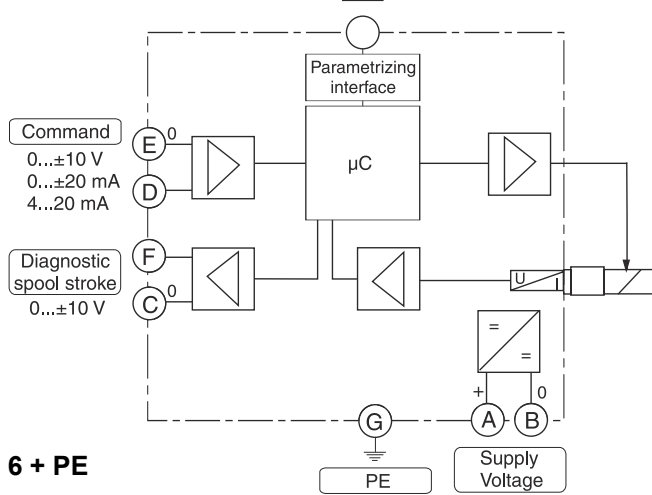 Parametrizing
interface
Command
0...±10 V
0...±20 mA
4...20 mA
E
0
D
µC
Diagnostic
spool stroke
0...±10 V
F
C
0
U
I
=
=
+
0
A
B
G
6 + PE
PE
Supply
Voltage